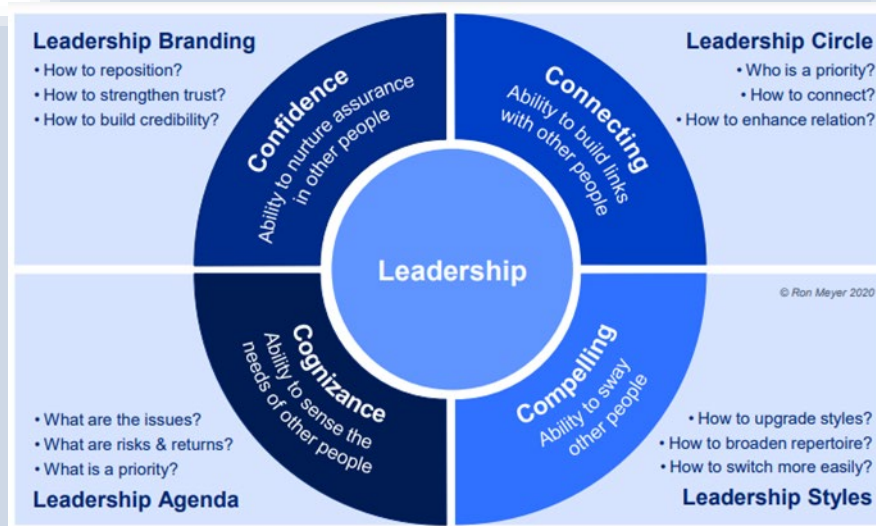 Leadership Branding
• How to reposition?
• How to strengthen trust?
• How to build credibility?
Confidence
Ability to nurture assurance
in other people
Connecting
Ability to build links
with other people
Leadership Circle
• Who is a priority?
• How to connect?
• How to enhance relation?
Leadership
© Ron Meyer 2020
Cognizance
Ability to sense the
needs of other people
Compelling
Ability to sway
other people
• What are the issues?
• What are risks & returns?
• What is a priority?
Leadership Agenda
• How to upgrade styles?
• How to broaden repertoire?
• How to switch more easily?
Leadership Styles